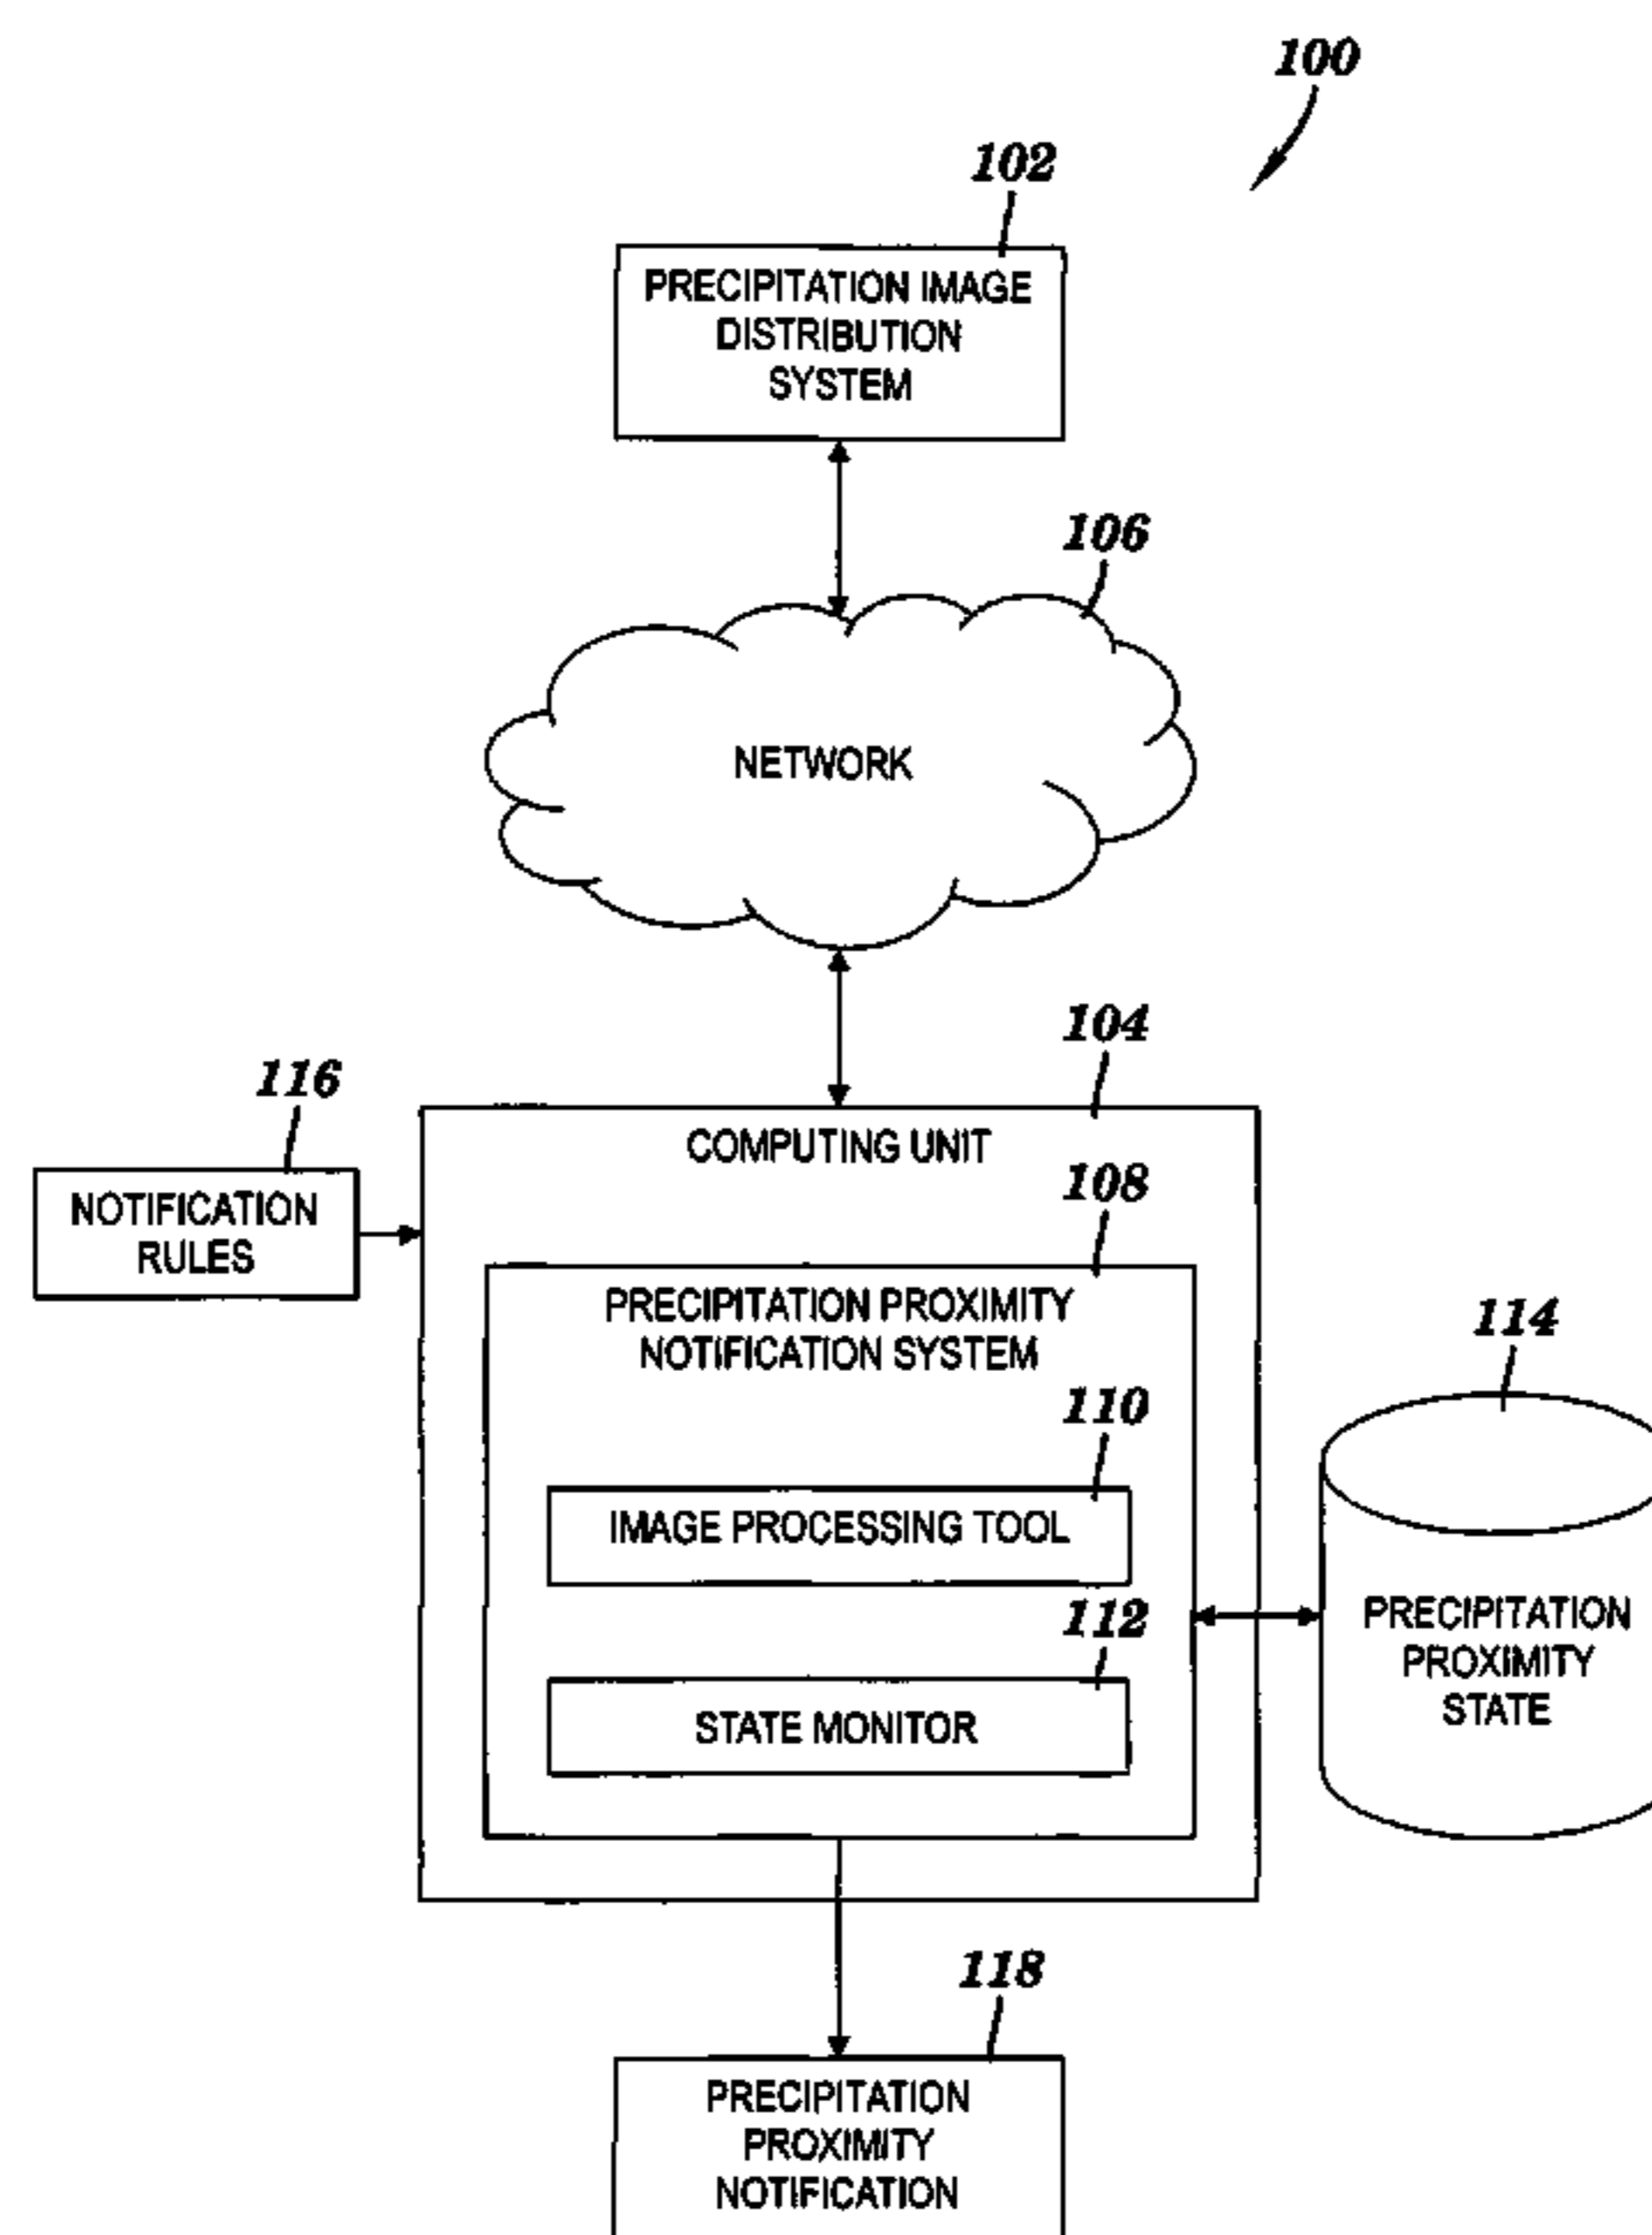 100
102
PRECIPITATION IMAGE
DISTRIBUTION
SYSTEM
106
NETWORK
104
116
COMPUTING UNIT
NOTIFICATION
RULES
108
PRECIPITATION PROXIMITY
NOTIFICATION SYSTEM
114
110
IMAGE PROCESSING TOOL
112
PRECIPITATION
PROXIMITY
STATE
STATE MONITOR
118
PRECIPITATION
PROXIMITY
NOTIFICATION